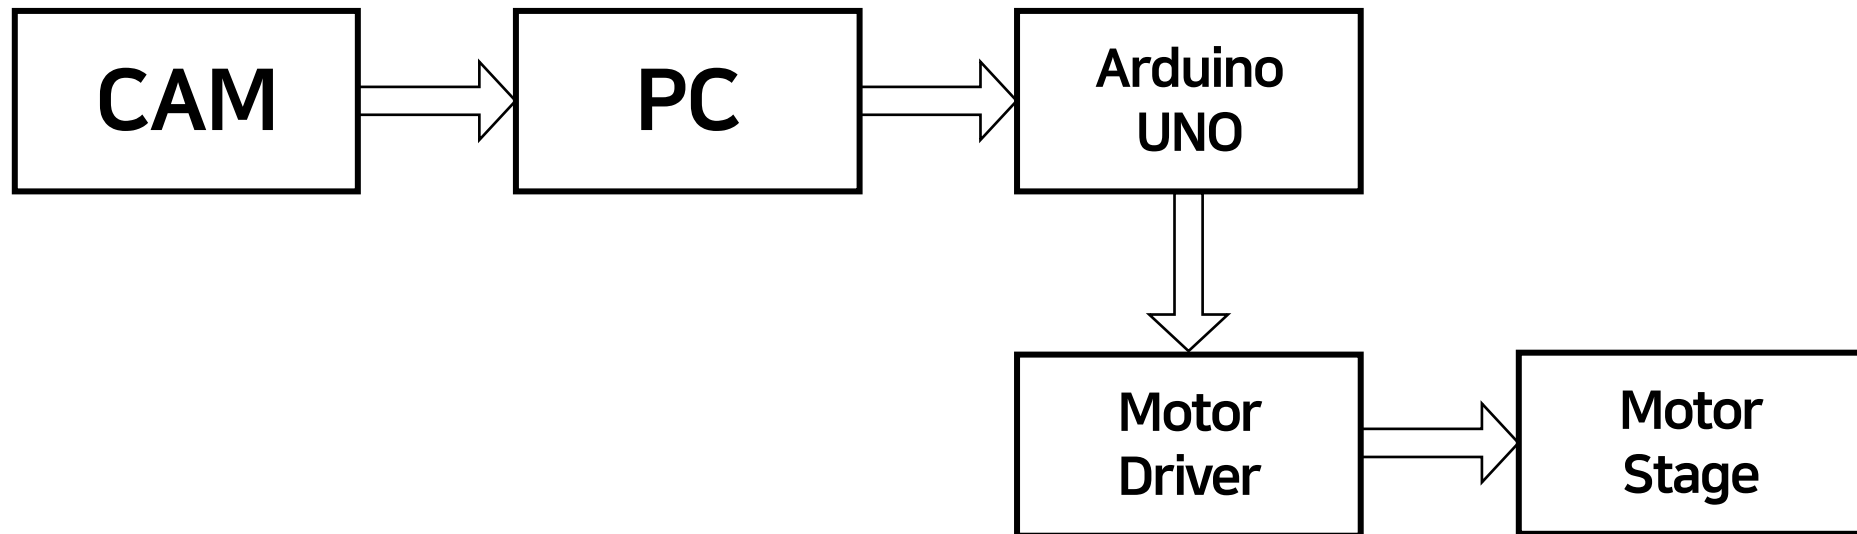 CAM
PC
Arduino
UNO
Motor
Driver
Motor
Stage